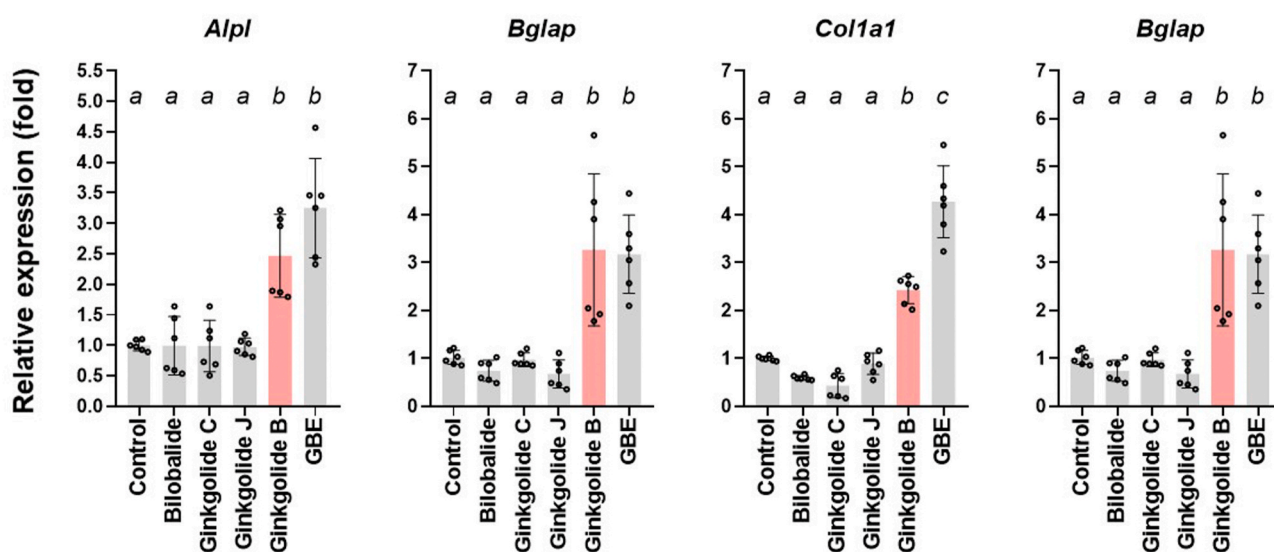 Alpl
Bglap
Col1a1
Bglap
Relative expression (fold)
5.5
5.0
4.5
4.0
3.5
3.0
2.5
2.0
1.5
1.0
0.5
0.0
a a a a b b
Control
Bilobalide
Ginkgolide C
Ginkgolide J
Ginkgolide B
GBE
7
6
5
4
3
2
1
0
a a a a b b
Control
Bilobalide
Ginkgolide C
Ginkgolide J
Ginkgolide B
GBE
7
6
5
4
3
2
1
0
a a a a b c
Control
Bilobalide
Ginkgolide C
Ginkgolide J
Ginkgolide B
GBE
7
6
5
4
3
2
1
0
a a a a b b
Control
Bilobalide
Ginkgolide C
Ginkgolide J
Ginkgolide B
GBE